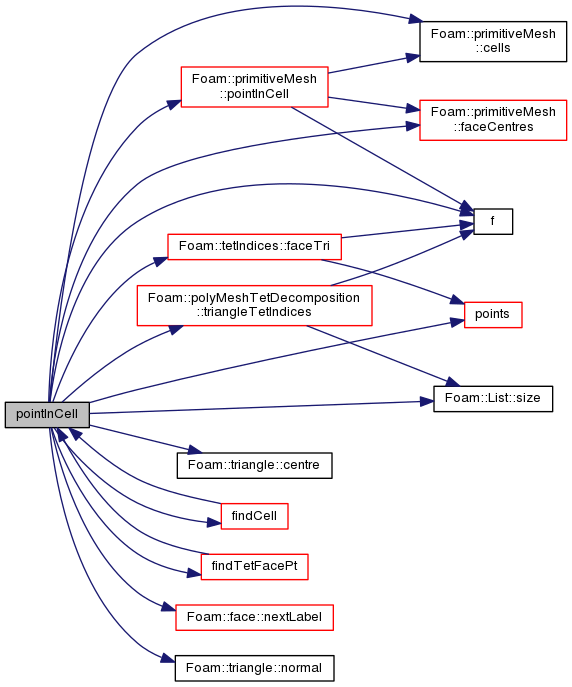 Foam::primitiveMesh
::cells
Foam::primitiveMesh
::pointInCell
Foam::primitiveMesh
::faceCentres
f
Foam::tetIndices::faceTri
Foam::polyMeshTetDecomposition
::triangleTetIndices
points
Foam::List::size
pointInCell
Foam::triangle::centre
findCell
findTetFacePt
Foam::face::nextLabel
Foam::triangle::normal